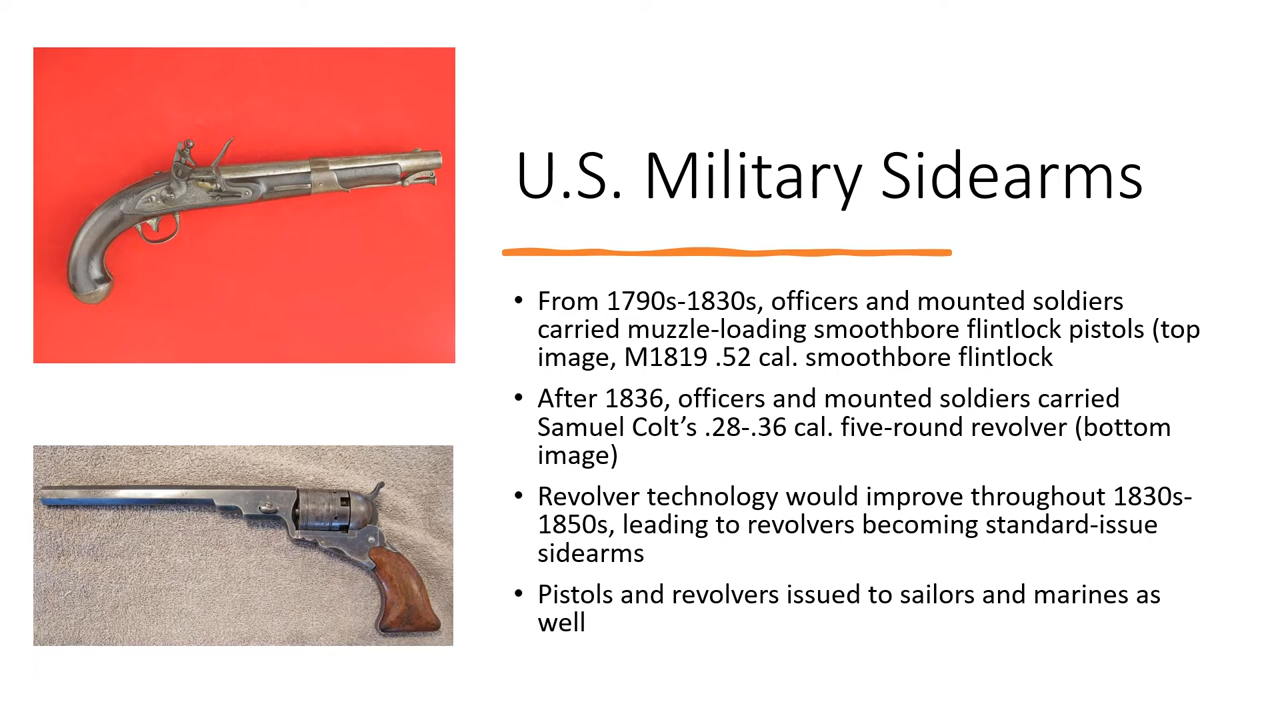 U.S. Military Sidearms
• From 1790s-1830s, officers and mounted soldiers
carried muzzle-loading smoothbore flintlock pistols (top
image, M1819 .52 cal. smoothbore flintlock
• After 1836, officers and mounted soldiers carried
Samuel Colt’s .28-.36 cal. five-round revolver (bottom
image)
• Revolver technology would improve throughout 1830s-
1850s, leading to revolvers becoming standard-issue
sidearms
• Pistols and revolvers issued to sailors and marines as
well